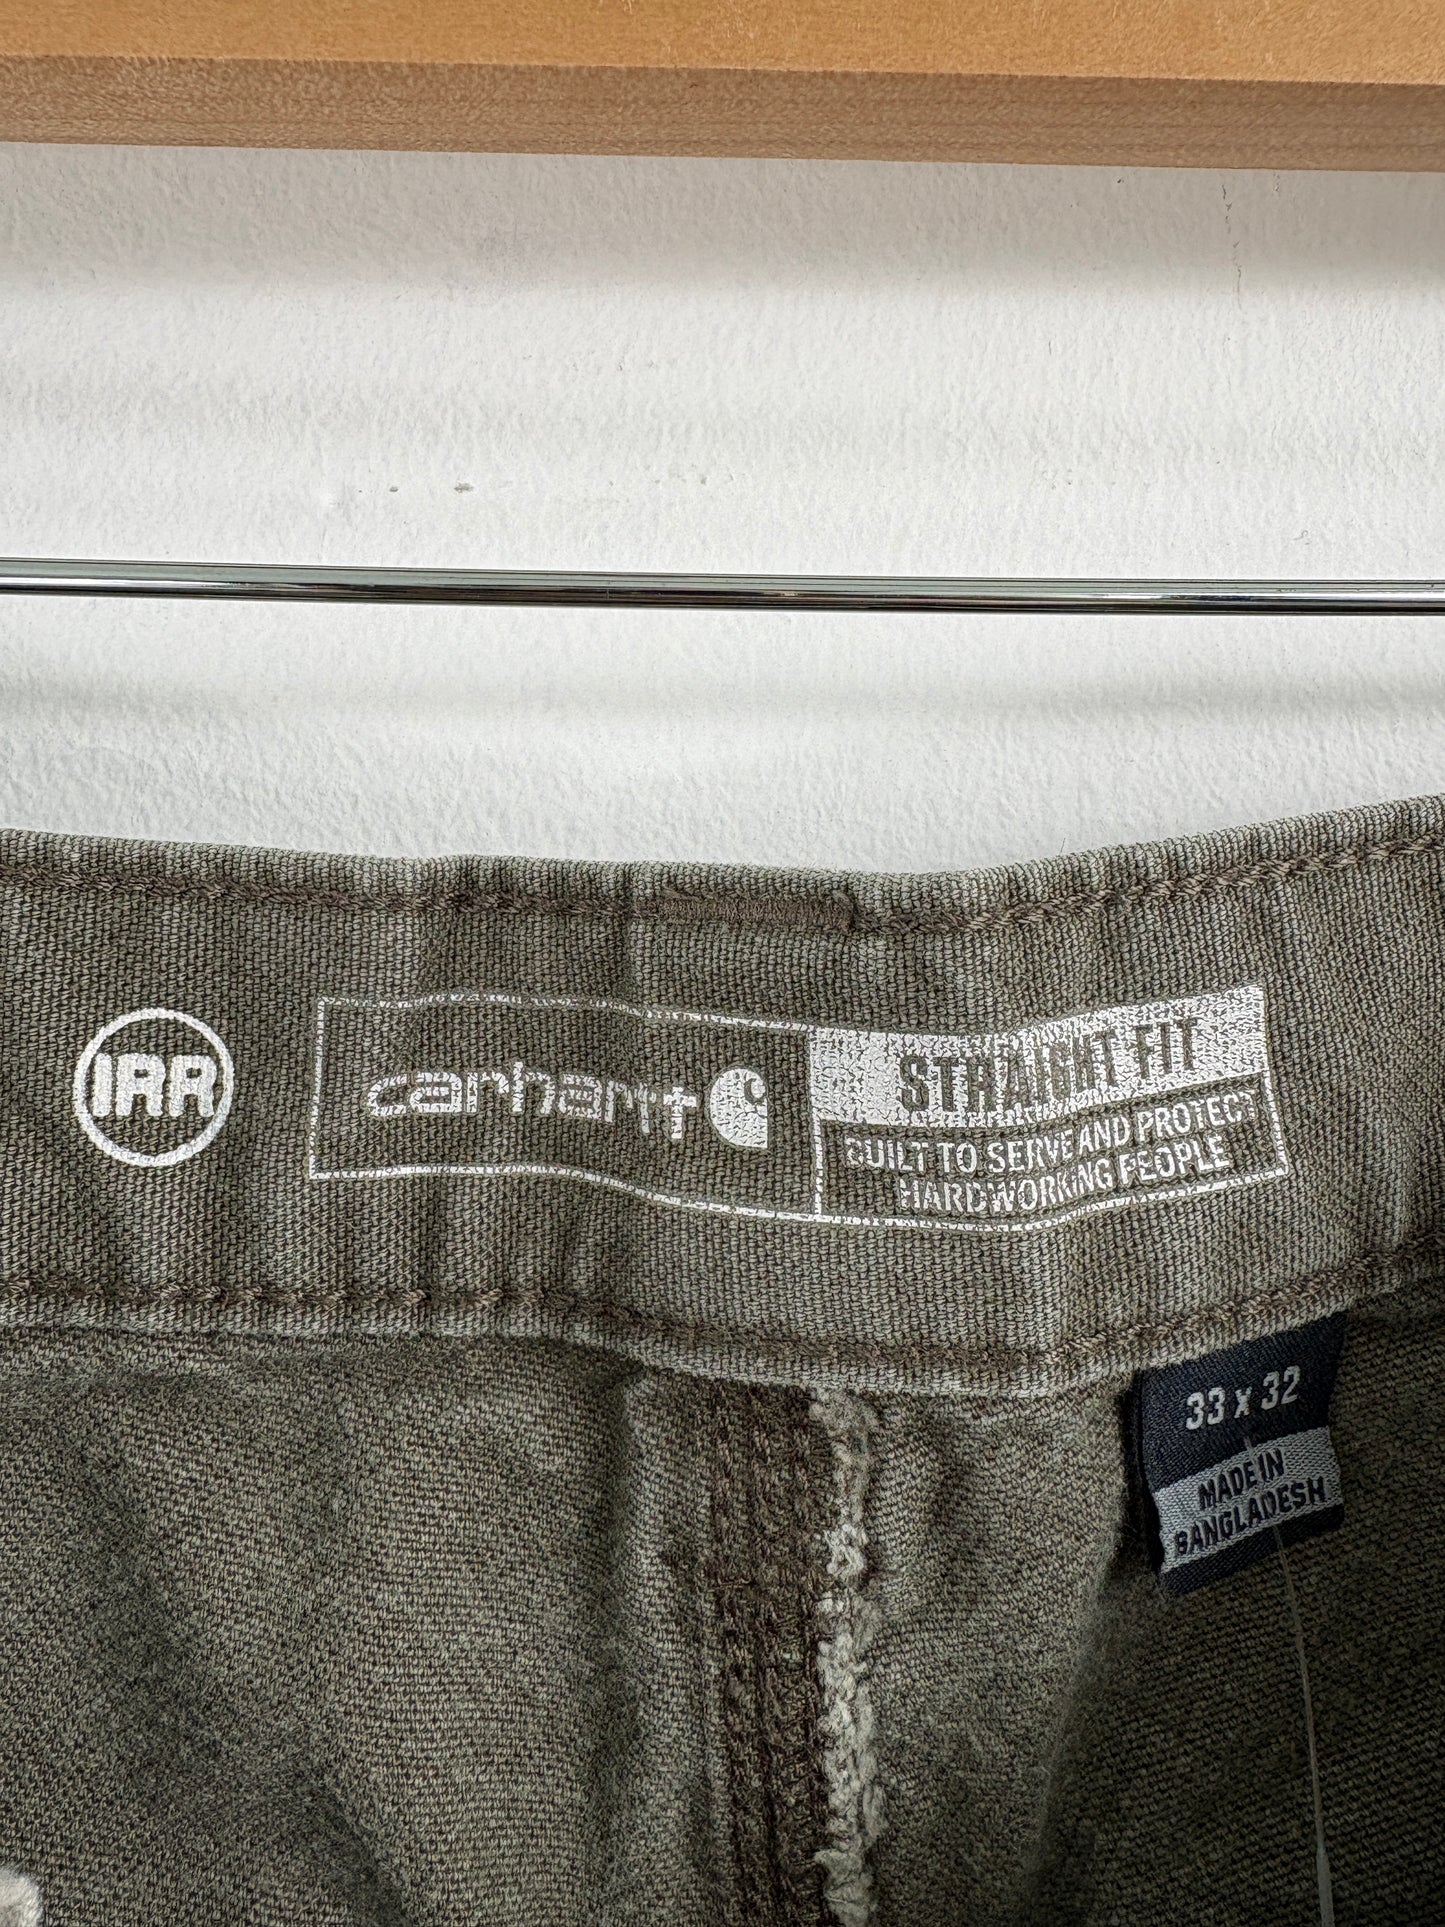 IRR
carhartt
STRAIGHT FIT
BUILT TO SERVE AND PROTECT
HARDWORKING PEOPLE
33 x 32
MADE IN
BANGLADESH